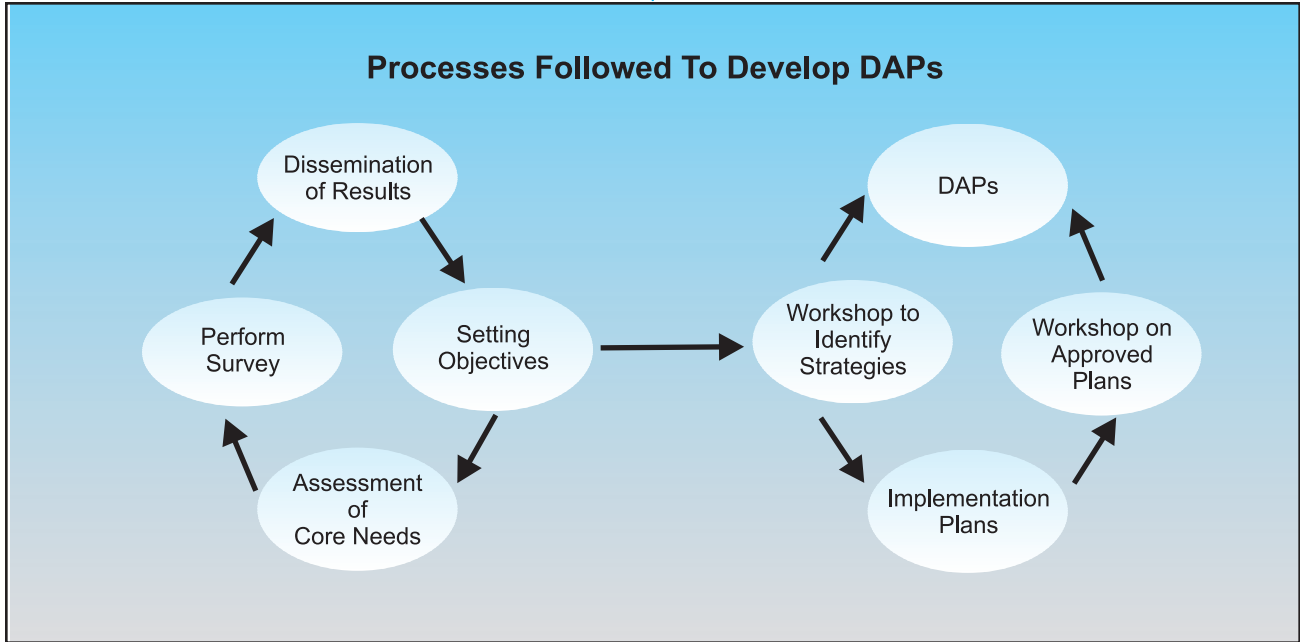 Processes Followed To Develop DAPs
Dissemination
of Results
DAPs
Perform
Survey
Setting
Objectives
Workshop to
Identify
Strategies
Workshop on
Approved
Plans
Assessment
of
Core Needs
Implementation
Plans